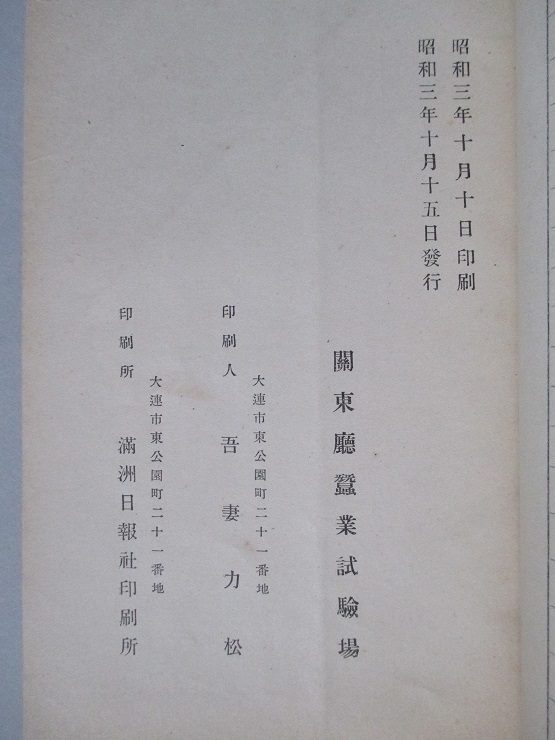 昭和三年十月十日印刷
昭和三年十月十五日發行
關東廳蠶業試驗場
大連市東公園町二十一番地
印刷人 吾妻力松
大連市東公園町二十一番地
印刷所 滿洲日報社印刷所